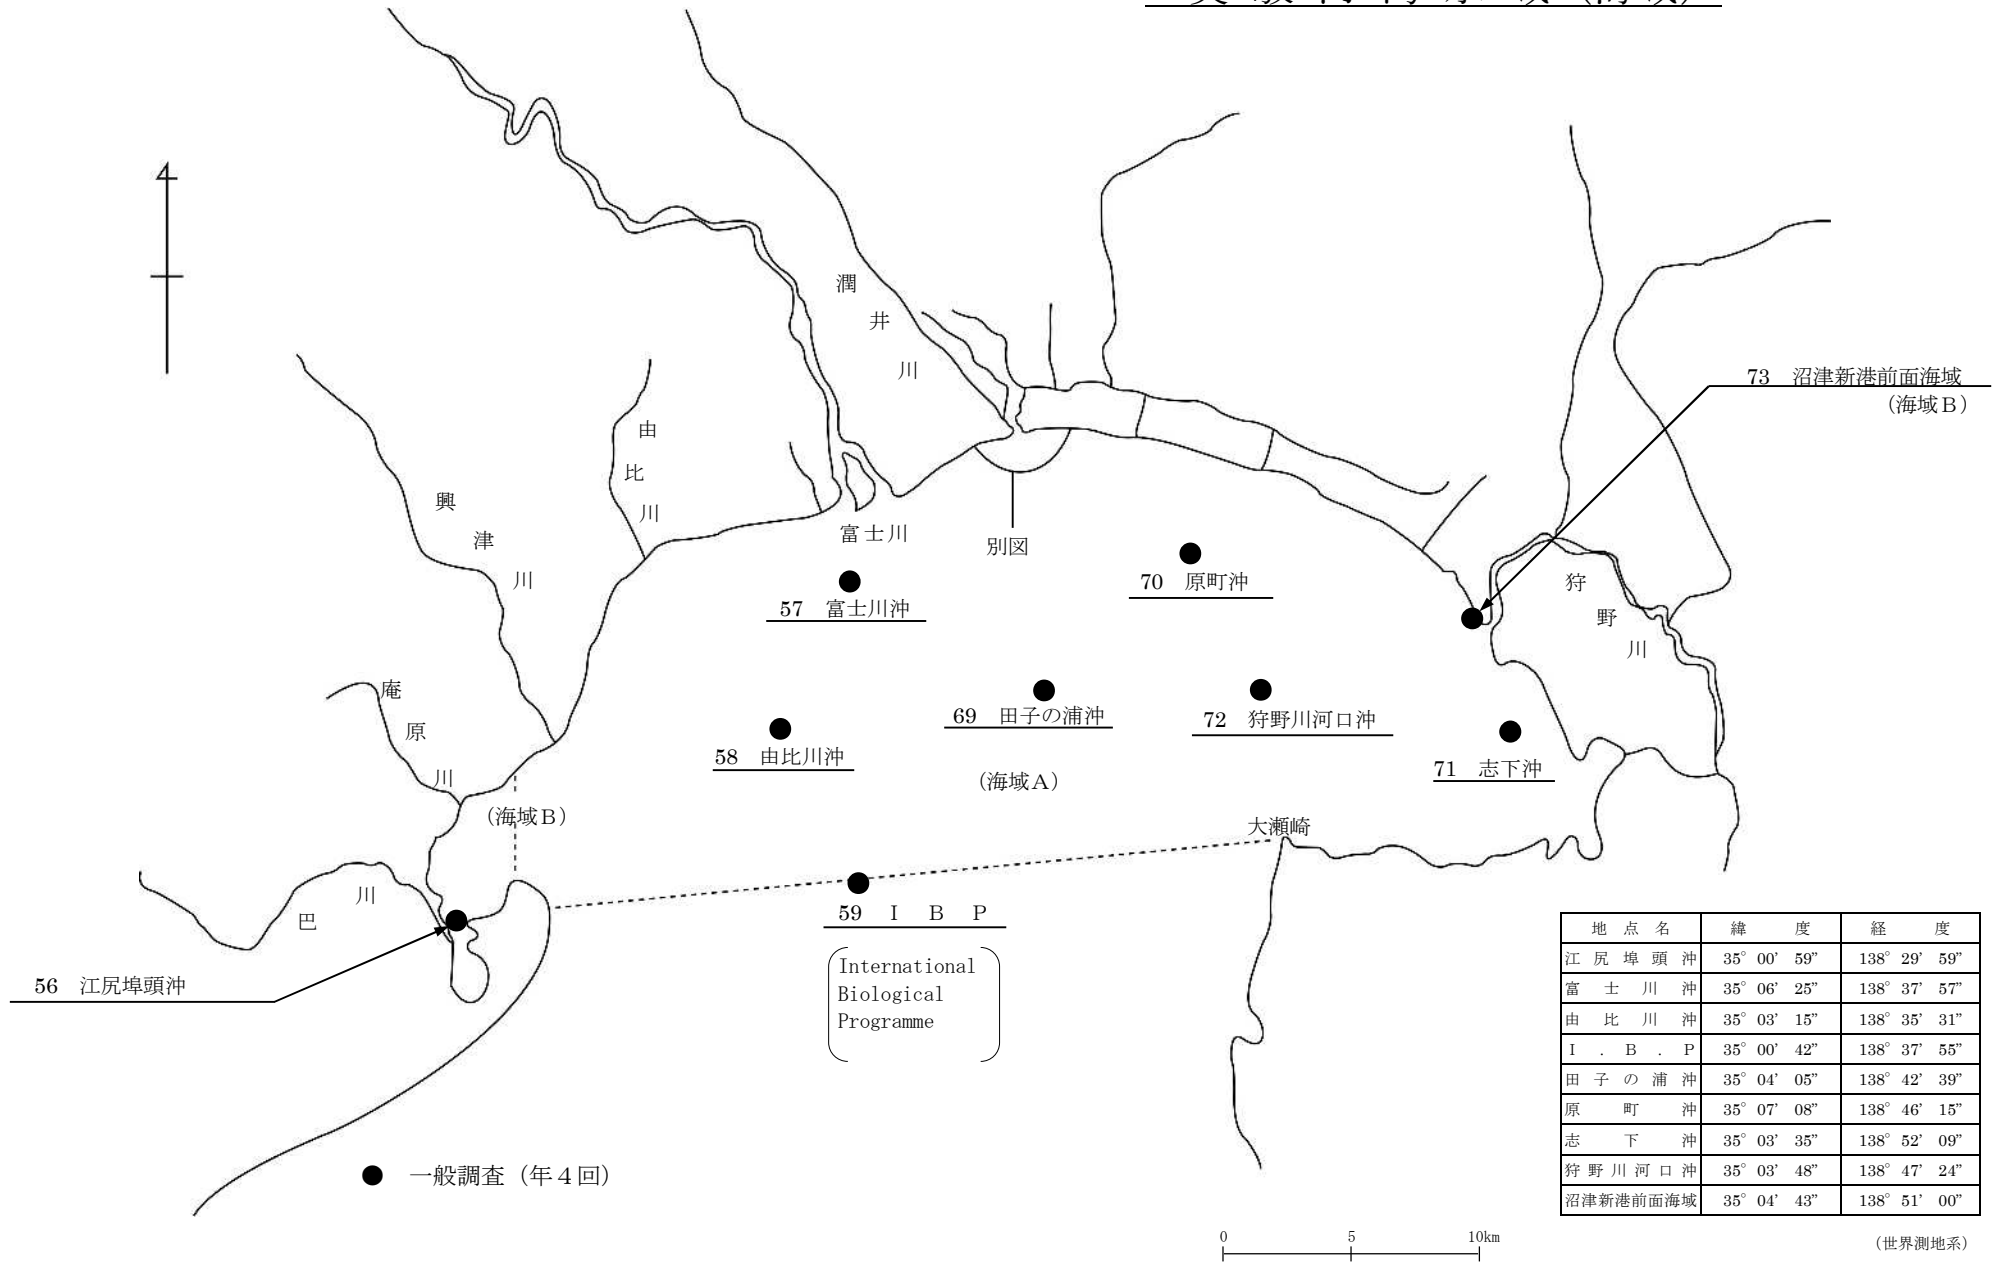 潤井川
73 沼津新港前面海域
(海域B)
由比川
興津川
富士川
別図
70 原町沖
狩野川
57 富士川沖
庵原川
69 田子の浦沖
72 狩野川河口沖
58 由比川沖
71 志下沖
(海域A)
(海域B)
大瀬崎
巴川
59 I B P
International
Biological
Programme
56 江尻埠頭沖
地点名 緯度 経度
江尻埠頭沖 35° 00’ 59” 138° 29’ 59”
富士川沖 35° 06’ 25” 138° 37’ 57”
由比川沖 35° 03’ 15” 138° 35’ 31”
I.B.P 35° 00’ 42” 138° 37’ 55”
田子の浦沖 35° 04’ 05” 138° 42’ 39”
原町沖 35° 07’ 08” 138° 46’ 15”
志下沖 35° 03’ 35” 138° 52’ 09”
狩野川河口沖 35° 03’ 48” 138° 47’ 24”
沼津新港前面海域 35° 04’ 43” 138° 51’ 00”
● 一般調査(年4回)
0 5 10km
(世界測地系)